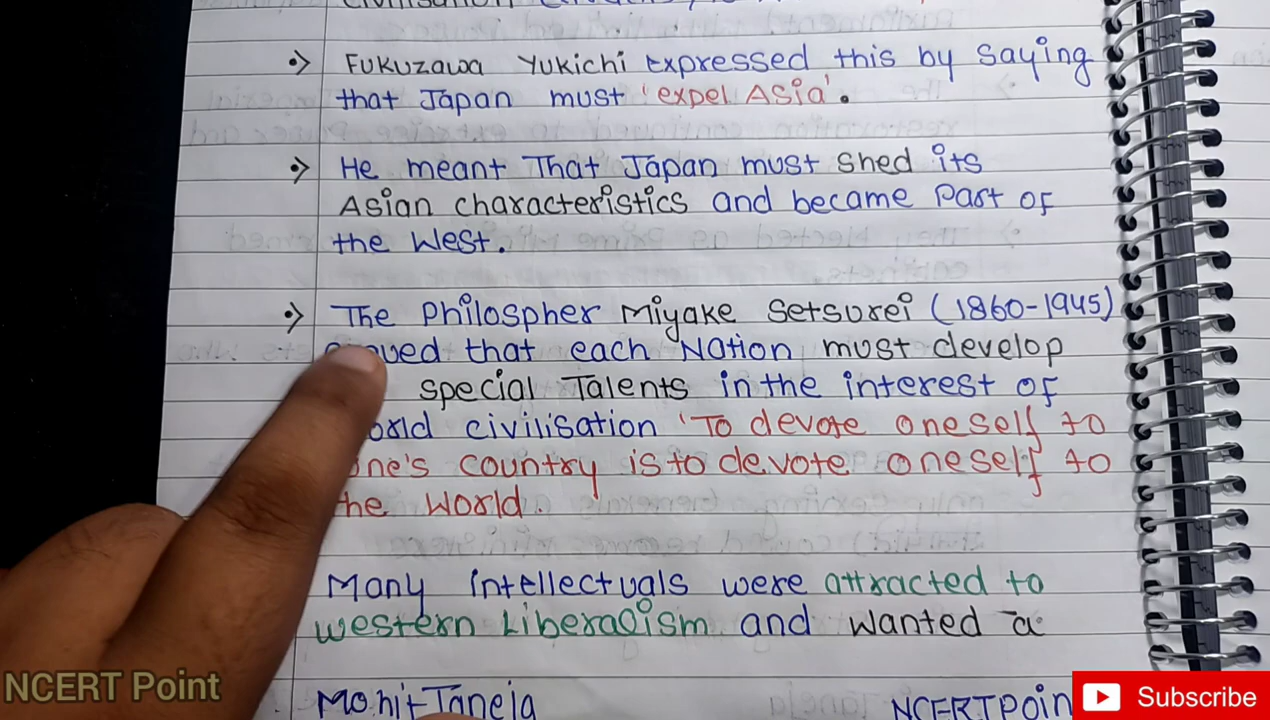 ➔ Fukuzawa Yukichi Expressed this by saying
that Japan must 'expel Asia'.
➔ He meant That Japan must shed its
Asian characteristics and became Part of
the West.
➔ The Philospher Miyake Setsurei (1860-1945)
that each Nation must develop
special Talents in the interest of
civilisation 'To devote oneself to
country is to devote oneself to
World.
Many intellectuals were attracted to
western Liberalism and wanted a
Mohit Taneja NCERTPoin
NCERT Point
Subscribe